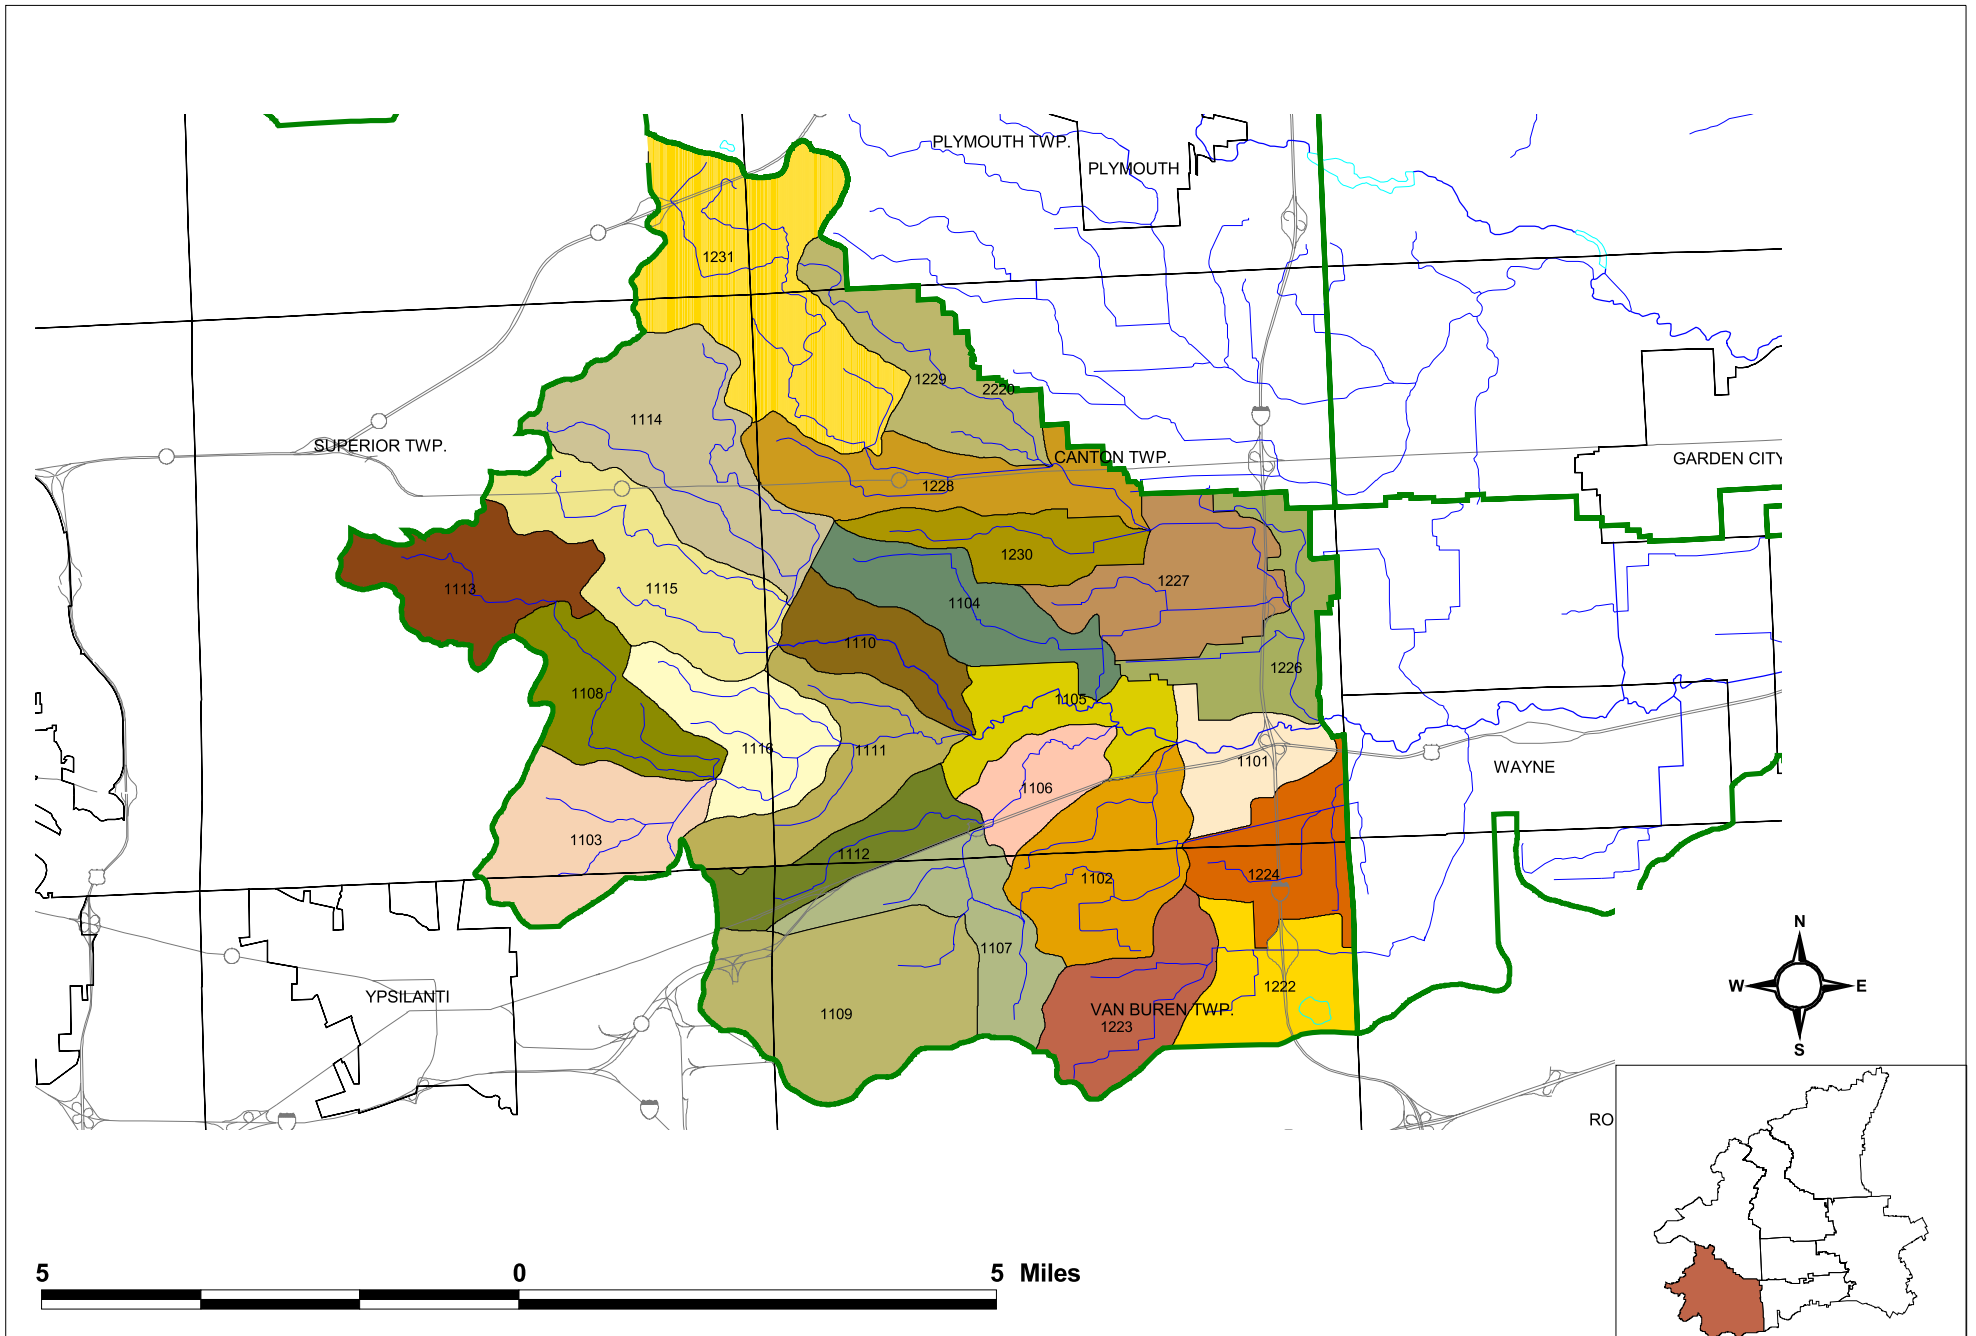 PLYMOUTH TWP.
PLYMOUTH
1231
1229
2220
1114
SUPERIOR TWP.
CANTON TWP.
GARDEN CITY
1228
1230
1227
1113
1115
1104
1110
1226
1108
1105
1116
1111
1101
WAYNE
1106
1103
1112
1102
1224
N
1107
W
E
YPSILANTI
1222
1109
VAN BUREN TWP.
1223
S
RO
5
0
5 Miles